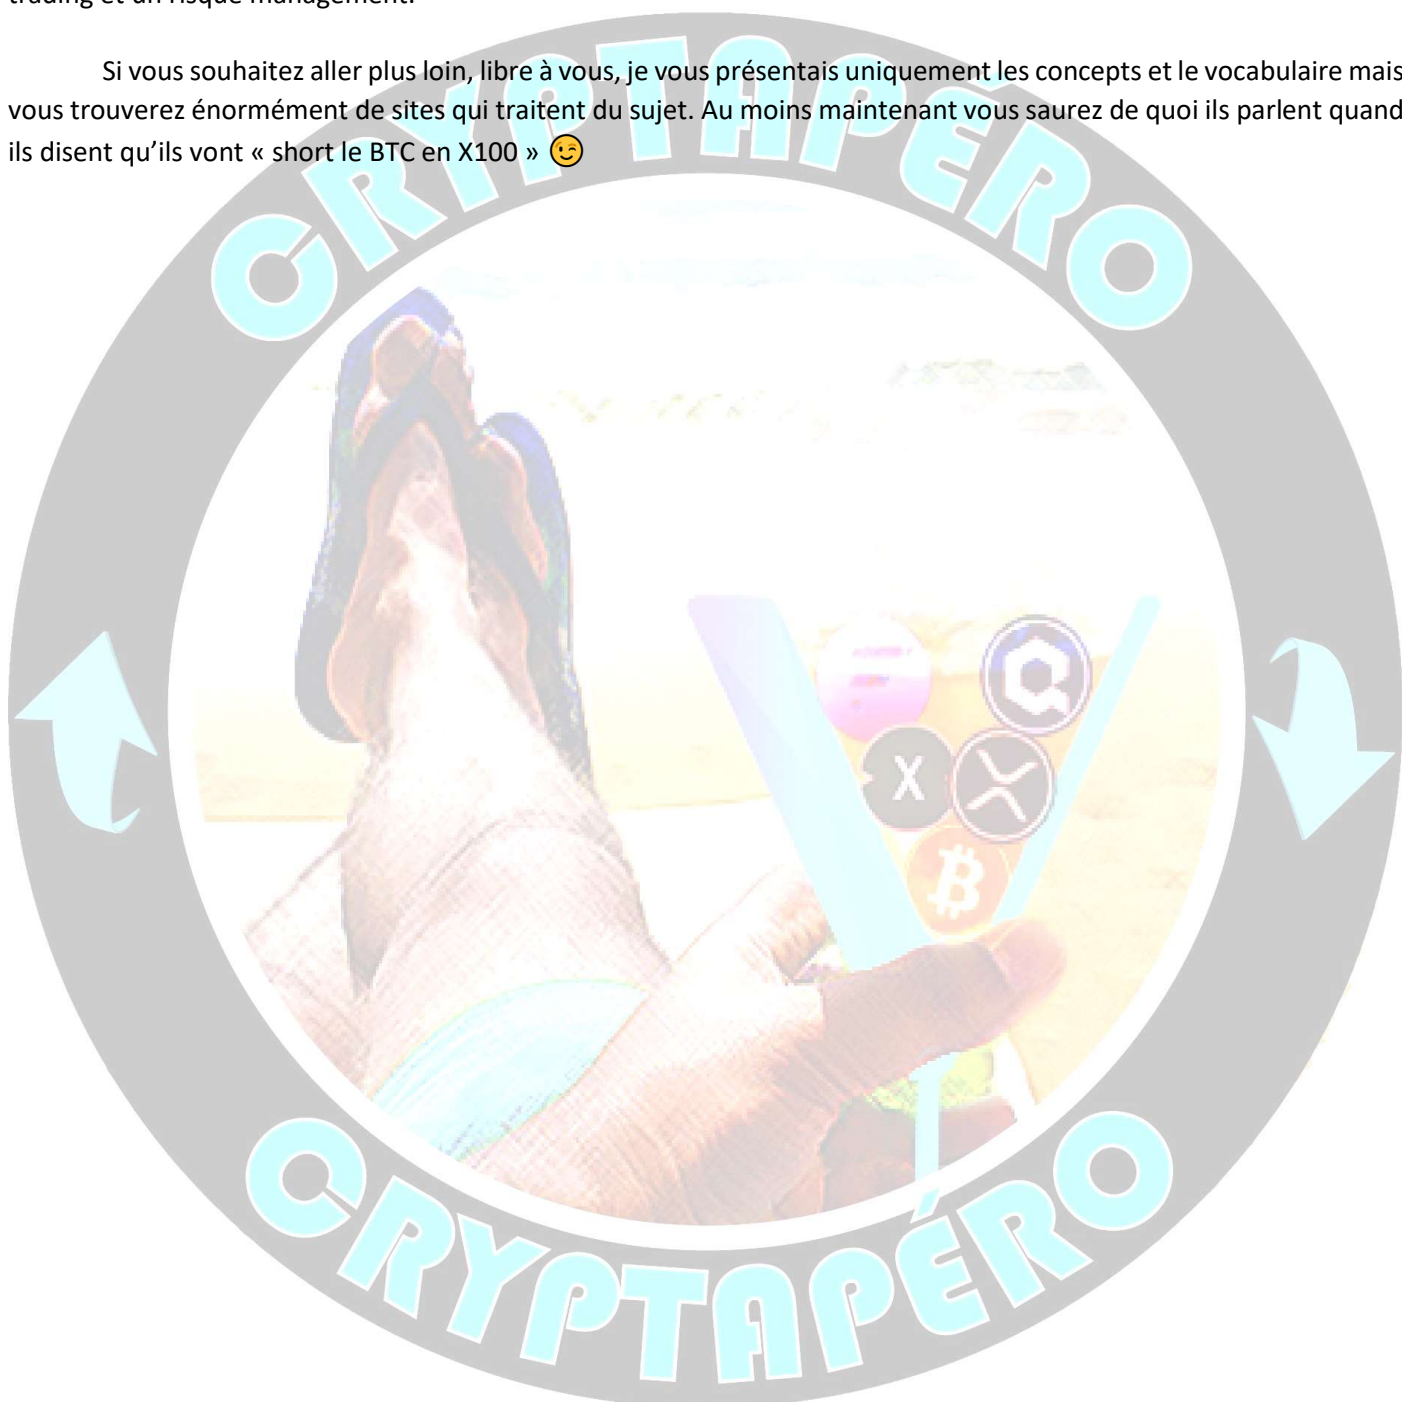 trading et un risque management.
CRYPTAPÉRO
Si vous souhaitez aller plus loin, libre à vous, je vous présentais uniquement les concepts et le vocabulaire mais
vous trouverez énormément de sites qui traitent du sujet. Au moins maintenant vous saurez de quoi ils parlent quand
ils disent qu’ils vont « short le BTC en X100 » 😉
X
CRYPTAPÉRO